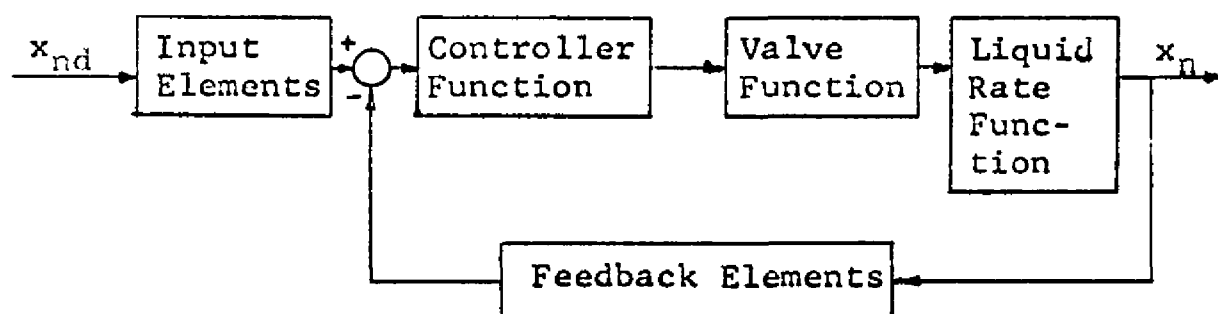 x_nd
Input
Elements
+
-
Controller
Function
Valve
Function
Liquid
Rate
Func-
tion
x_n
Feedback Elements